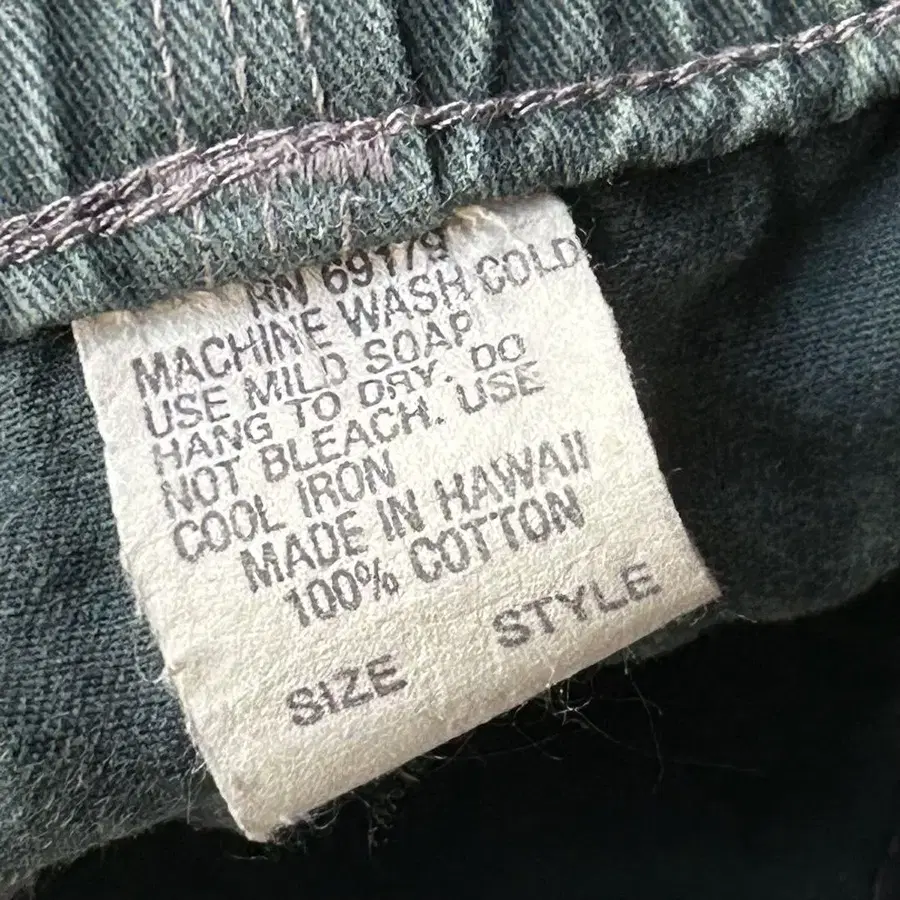 RN 69179
MACHINE WASH COLD
USE MILD SOAP
HANG TO DRY. DO
NOT BLEACH. USE
COOL IRON
MADE IN HAWAII
100% COTTON
SIZE STYLE